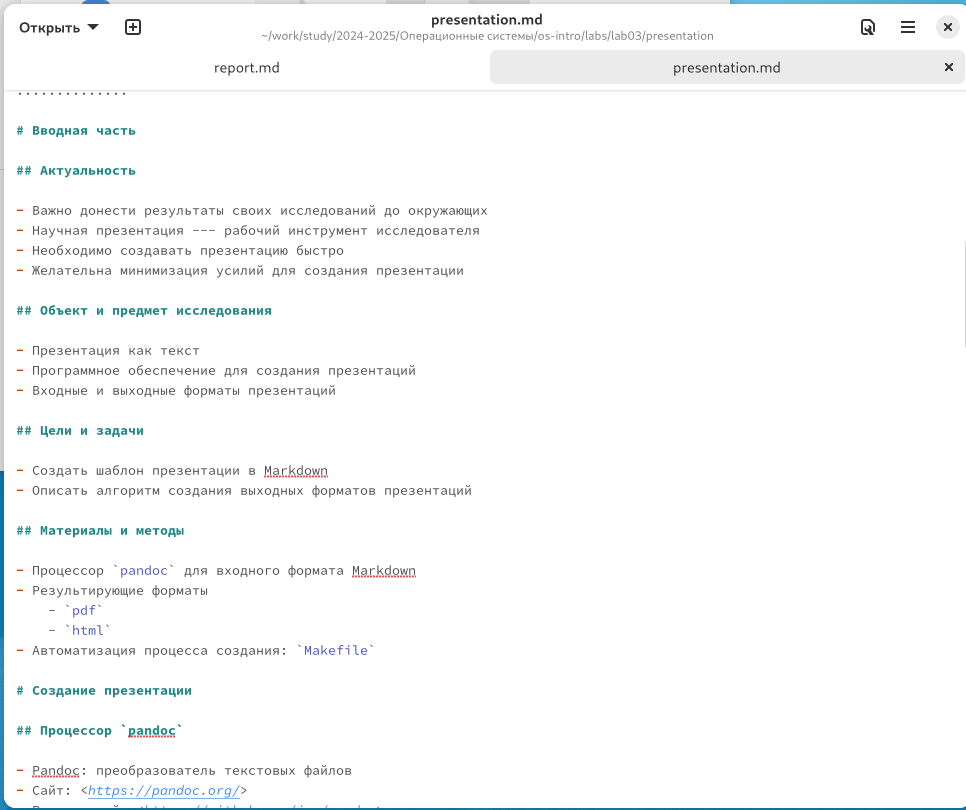 Открыть
presentation.md
~/work/study/2024-2025/Операционные системы/os-intro/labs/lab03/presentation
report.md
presentation.md
# Вводная часть
## Актуальность
- Важно донести результаты своих исследований до окружающих
- Научная презентация --- рабочий инструмент исследователя
- Необходимо создавать презентацию быстро
- Желательна минимизация усилий для создания презентации
## Объект и предмет исследования
- Презентация как текст
- Программное обеспечение для создания презентаций
- Входные и выходные форматы презентаций
## Цели и задачи
- Создать шаблон презентации в Markdown
- Описать алгоритм создания выходных форматов презентаций
## Материалы и методы
- Процессор `pandoc` для входного формата Markdown
- Результирующие форматы
    - `pdf`
    - `html`
- Автоматизация процесса создания: `Makefile`
# Создание презентации
## Процессор `pandoc`
- Pandoc: преобразователь текстовых файлов
- Сайт: <https://pandoc.org/>